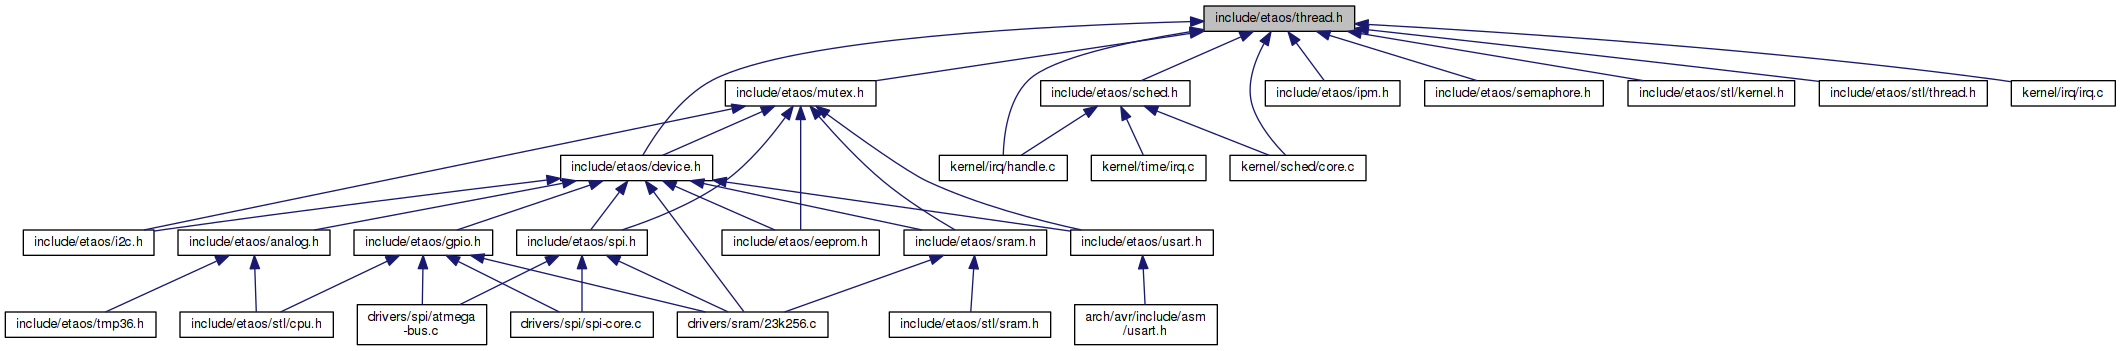 include/etaos/thread.h
include/etaos/mutex.h
include/etaos/sched.h
include/etaos/ipm.h
include/etaos/semaphore.h
include/etaos/stl/kernel.h
include/etaos/stl/thread.h
kernel/irq/irq.c
include/etaos/device.h
kernel/irq/handle.c
kernel/time/irq.c
kernel/sched/core.c
include/etaos/i2c.h
include/etaos/analog.h
include/etaos/gpio.h
include/etaos/spi.h
include/etaos/eeprom.h
include/etaos/sram.h
include/etaos/usart.h
include/etaos/tmp36.h
include/etaos/stl/cpu.h
drivers/spi/atmega
-bus.c
drivers/spi/spi-core.c
drivers/sram/23k256.c
include/etaos/stl/sram.h
arch/avr/include/asm
/usart.h